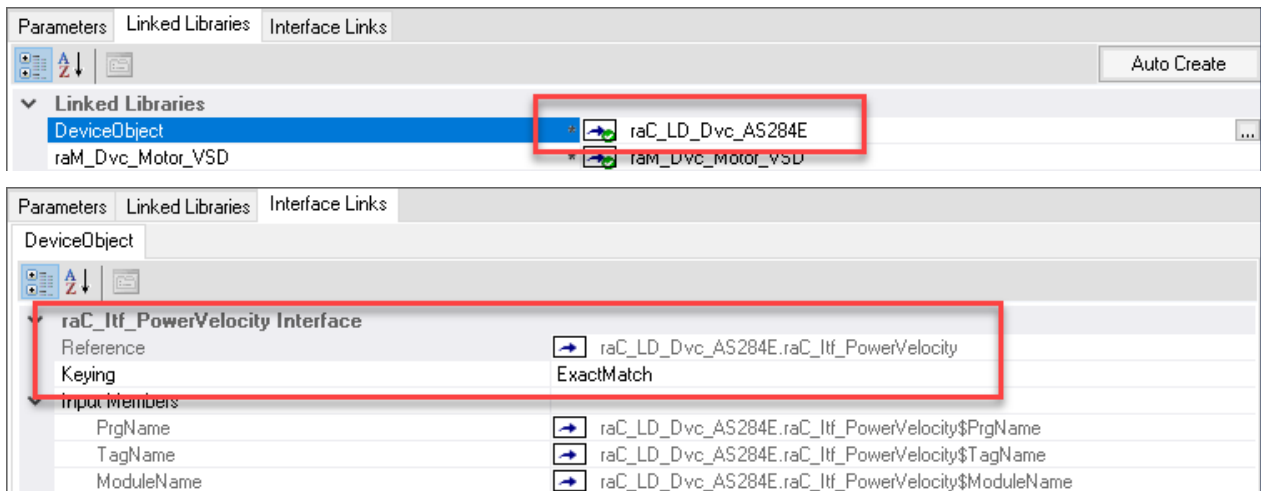 Parameters Linked Libraries Interface Links
Auto Create
Linked Libraries
DeviceObject * raC_LD_Dvc_AS284E ...
raM_Dvc_Motor_VSD * raM_Dvc_Motor_VSD
Parameters Linked Libraries Interface Links
DeviceObject
raC_Itf_PowerVelocity Interface
Reference raC_LD_Dvc_AS284E.raC_Itf_PowerVelocity
Keying ExactMatch
Input Members
PrgName raC_LD_Dvc_AS284E.raC_Itf_PowerVelocity$PrgName
TagName raC_LD_Dvc_AS284E.raC_Itf_PowerVelocity$TagName
ModuleName raC_LD_Dvc_AS284E.raC_Itf_PowerVelocity$ModuleName